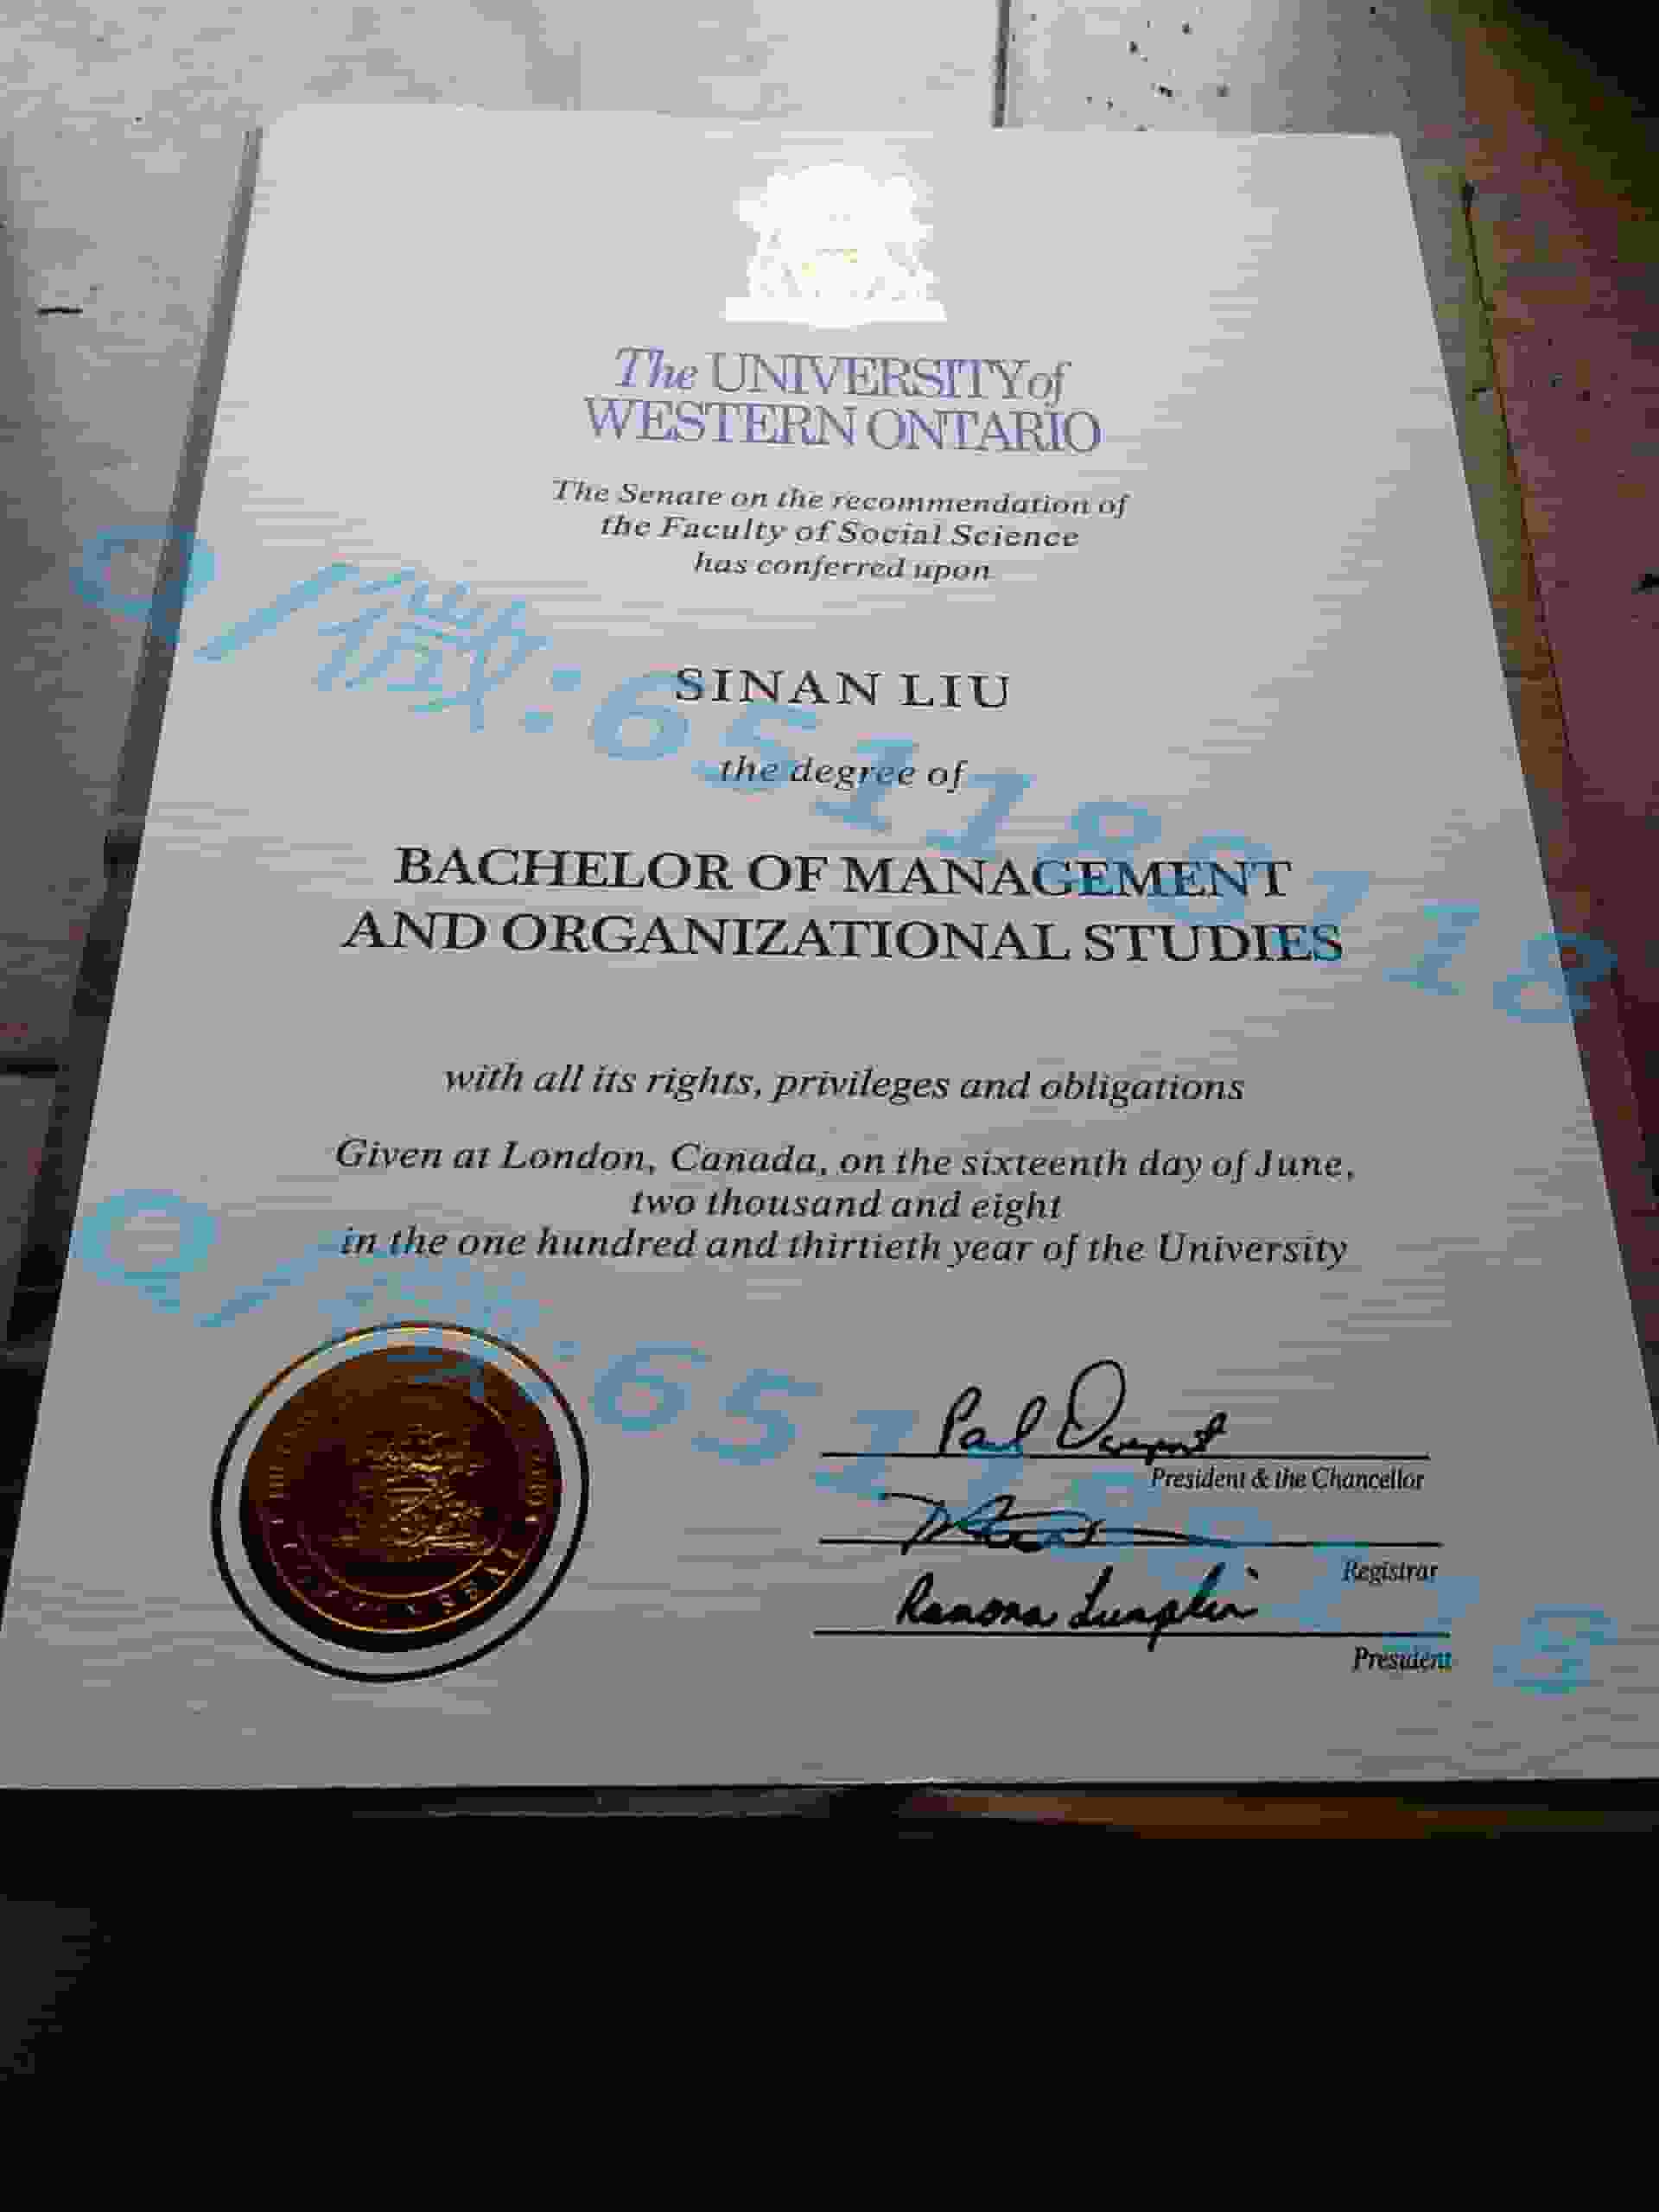 The UNIVERSITY of
WESTERN ONTARIO
The Senate on the recommendation of
the Faculty of Social Science
has conferred upon
SINAN LIU
the degree of
BACHELOR OF MANAGEMENT
AND ORGANIZATIONAL STUDIES
with all its rights, privileges and obligations
Given at London, Canada, on the sixteenth day of June,
two thousand and eight
in the one hundred and thirtieth year of the University
President & the Chancellor
Registrar
Ramona Lumpkin
President